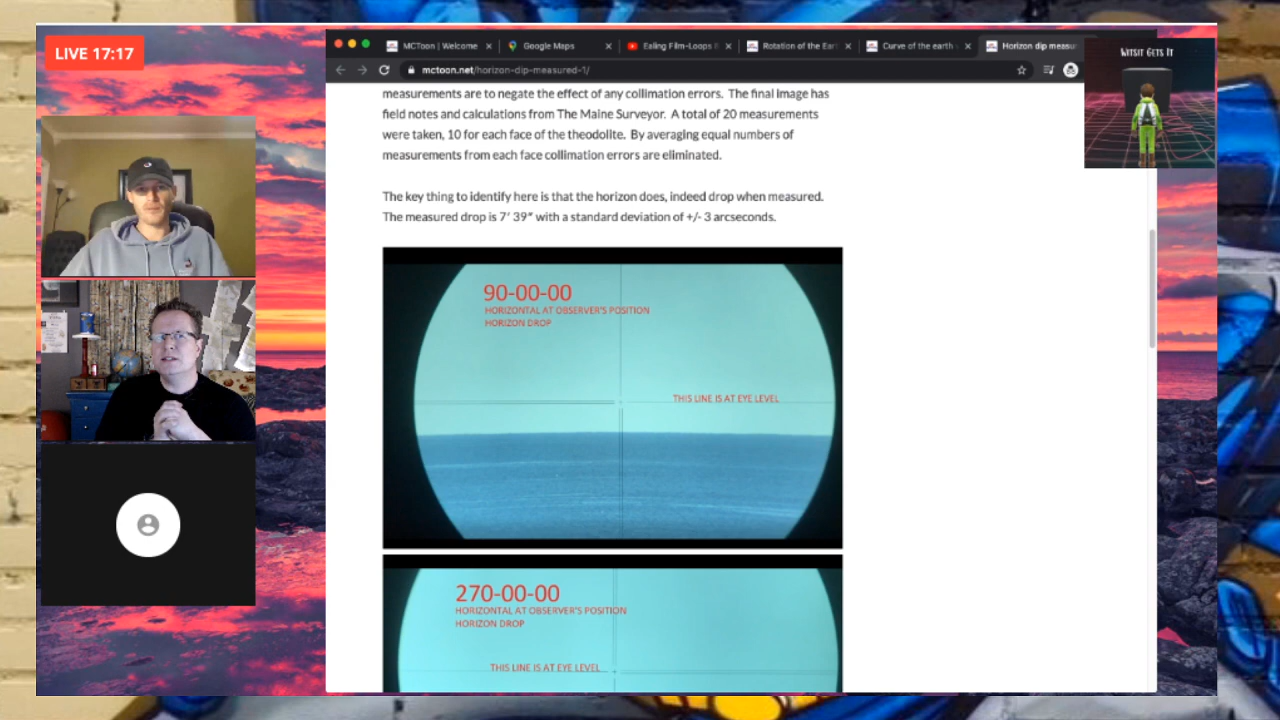 LIVE 17:17
MCToon | Welcome
Google Maps
Ealing Film-Loops
Rotation of the Ear
Curve of the earth
Horizon dip measu
WITSIT GETS IT
mctoon.net/horizon-dip-measured-1/
measurements are to negate the effect of any collimation errors. The final image has
field notes and calculations from The Maine Surveyor. A total of 20 measurements
were taken, 10 for each face of the theodolite. By averaging equal numbers of
measurements from each face collimation errors are eliminated.
The key thing to identify here is that the horizon does, indeed drop when measured.
The measured drop is 7' 39" with a standard deviation of +/- 3 arcseconds.
90-00-00
HORIZONTAL AT OBSERVER'S POSITION
HORIZON DROP
THIS LINE IS AT EYE LEVEL
270-00-00
HORIZONTAL AT OBSERVER'S POSITION
HORIZON DROP
THIS LINE IS AT EYE LEVEL